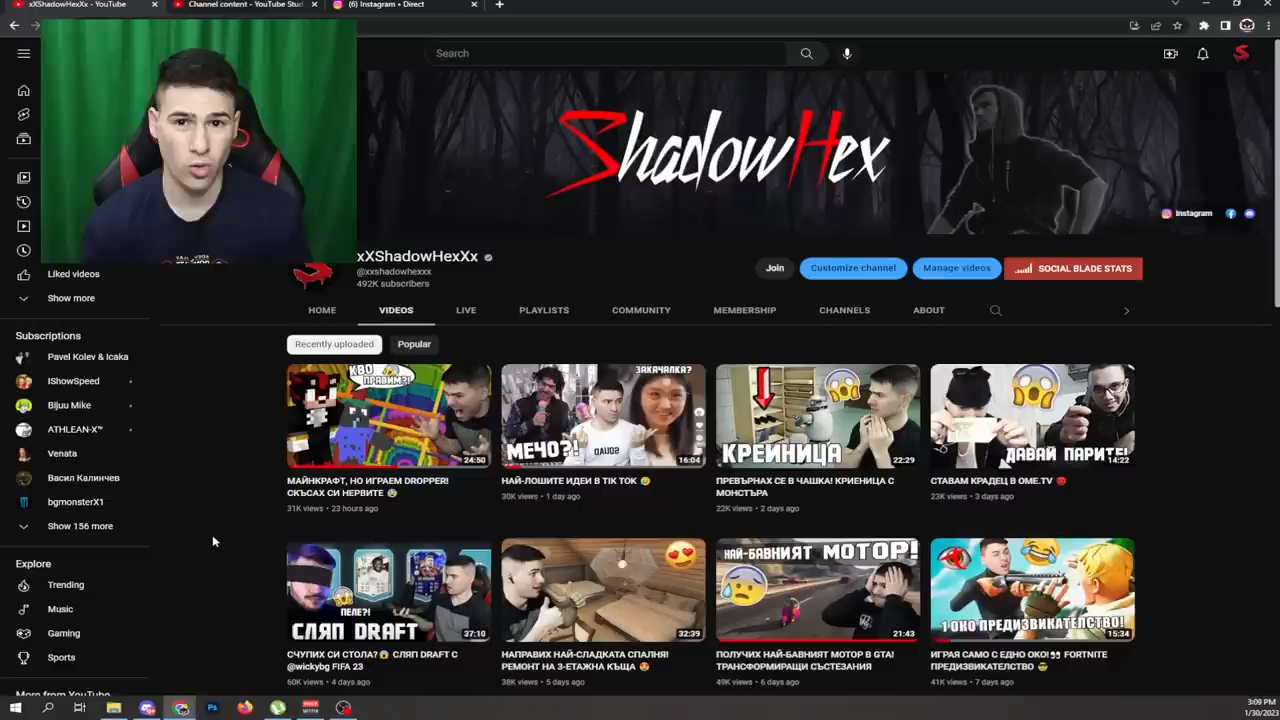 xXShadowHexXx - YouTube
Channel content - YouTube Stud
(6) Instagram • Direct
Search
ShadowHex
Instagram
xXShadowHexXx
@xxshadowhexxx
492K subscribers
Join
Customize channel
Manage videos
SOCIAL BLADE STATS
Liked videos
Show more
HOME
VIDEOS
LIVE
PLAYLISTS
COMMUNITY
MEMBERSHIP
CHANNELS
ABOUT
Recently uploaded
Popular
Subscriptions
Pavel Kolev & Icaka
IShowSpeed
Bijuu Mike
ATHLEAN-X™
Venata
Васил Калинчев
bgmonsterX1
Show 156 more
Explore
Trending
Music
Gaming
Sports
More from YouTube
КВО ПРАВИМ?!
24:50
МАЙНКРАФТ, НО ИГРАЕМ DROPPER!
СКЪСАХ СИ НЕРВИТЕ
31K views • 23 hours ago
ЗАКАЧАЛКА?
МЕЧО?!
SQUAD
16:04
НАЙ-ЛОШИТЕ ИДЕИ В TIK TOK
30K views • 1 day ago
КРЕЙНИЦА
22:29
ПРЕВЪРНАХ СЕ В ЧАШКА! КРИЕНИЦА С
МОНСТЪРА
22K views • 2 days ago
ДАВАЙ ПАРИТЕ!
14:22
СТАВАМ КРАДЕЦ В OME.TV
23K views • 3 days ago
ПЕЛЕ?!
СЛЯП DRAFT
37:10
СЧУПИХ СИ СТОЛА? СЛЯП DRAFT С
@wickybg FIFA 23
60K views • 4 days ago
32:39
НАПРАВИХ НАЙ-СЛАДКАТА СПАЛНЯ!
РЕМОНТ НА 3-ЕТАЖНА КЪЩА
38K views • 5 days ago
НАЙ-БАВНИЯТ МОТОР!
21:43
ПОЛУЧИХ НАЙ-БАВНИЯТ МОТОР В GTA!
ТРАНСФОРМИРАЩИ СЪСТЕЗАНИЯ
49K views • 6 days ago
1 ОКО ПРЕДИЗВИКАТЕЛСТВО!
15:34
ИГРАЯ САМО С ЕДНО ОКО! FORTNITE
ПРЕДИЗВИКАТЕЛСТВО
41K views • 7 days ago
3:09 PM
1/30/2023